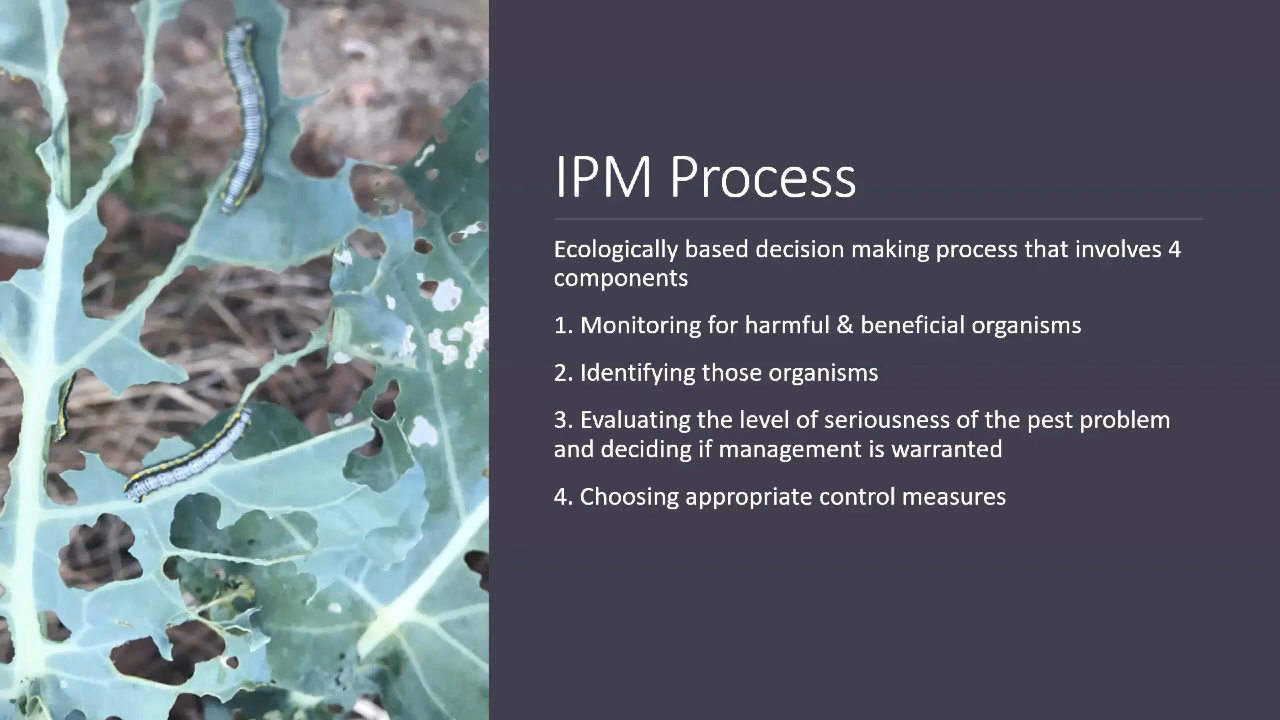 IPM Process
Ecologically based decision making process that involves 4
components
1. Monitoring for harmful & beneficial organisms
2. Identifying those organisms
3. Evaluating the level of seriousness of the pest problem
and deciding if management is warranted
4. Choosing appropriate control measures